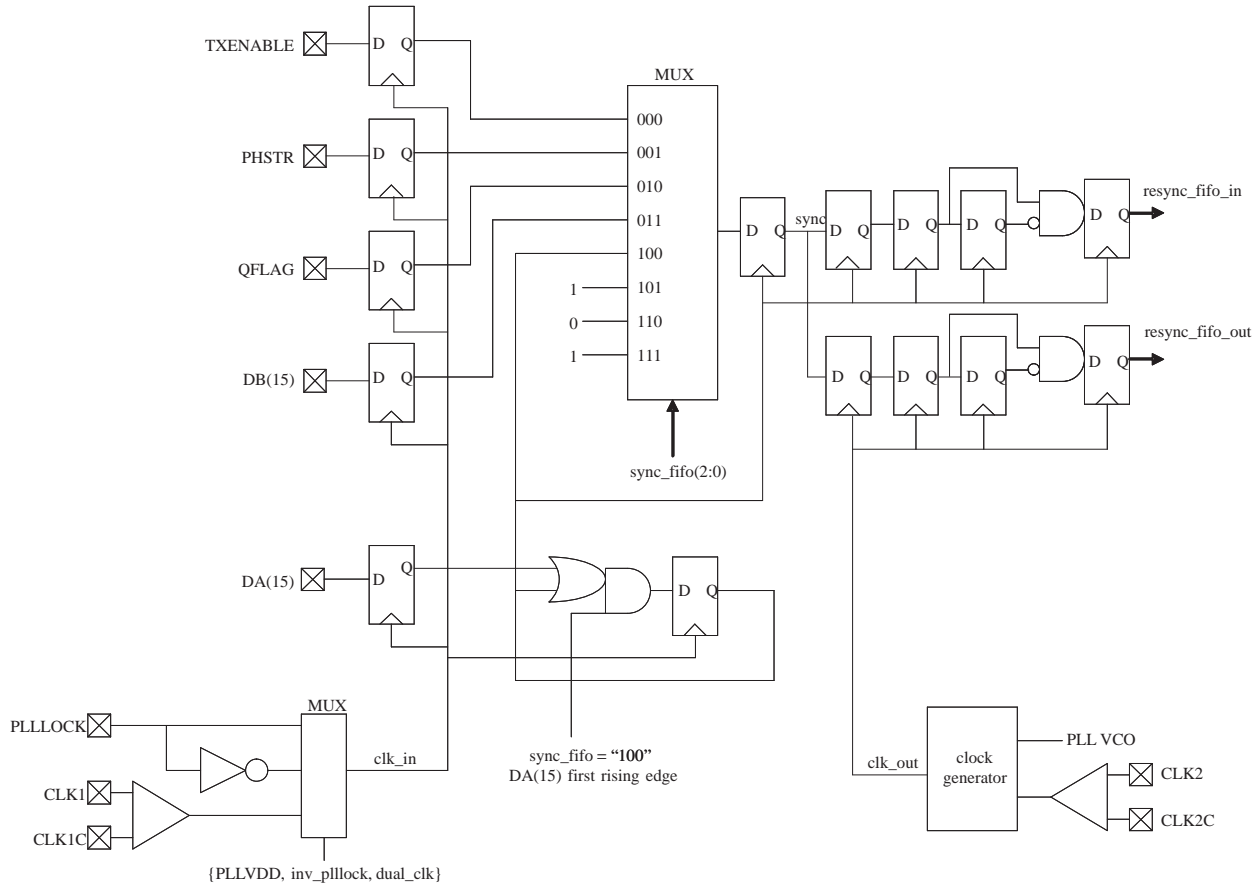 TXENABLE
D Q
PHSTR
D Q
QFLAG
D Q
DB(15)
D Q
MUX
000
001
010
011
100
1 101
0 110
1 111
sync_fifo(2:0)
D Q
sync
D Q
D Q
D Q
D Q
resync_fifo_in
D Q
D Q
D Q
D Q
resync_fifo_out
DA(15)
D Q
D Q
sync_fifo = “100”
DA(15) first rising edge
PLLLOCK
CLK1
CLK1C
MUX
clk_in
{PLLVDD, inv_plllock, dual_clk}
clk_out
clock
generator
PLL VCO
CLK2
CLK2C